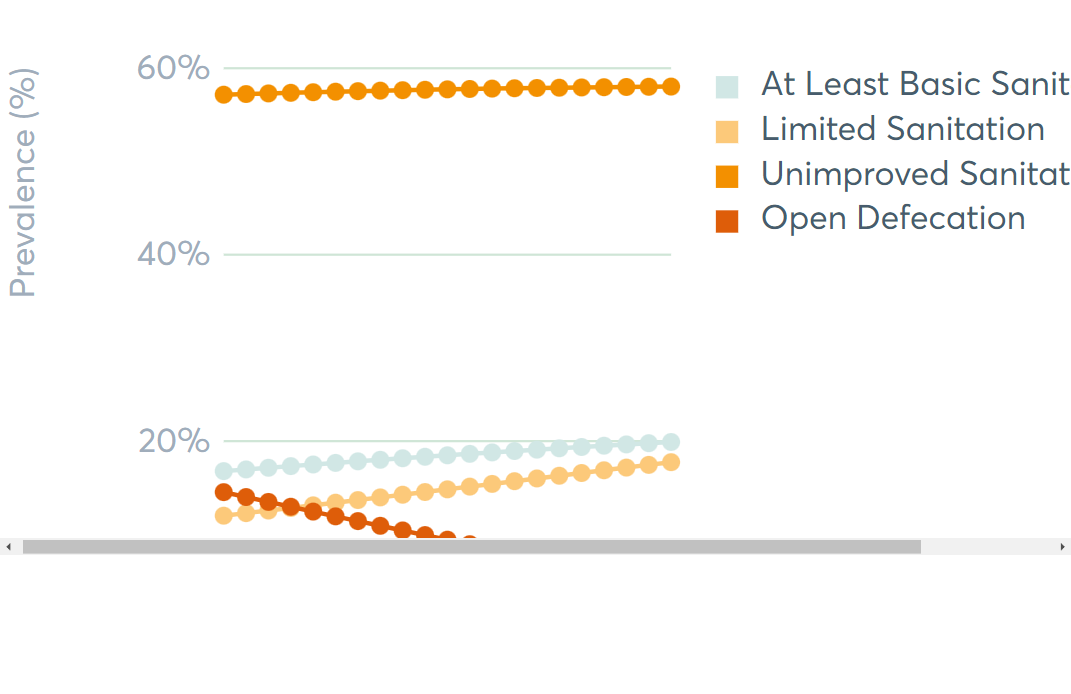 Prevalence (%)
60%
40%
20%
At Least Basic Sanit
Limited Sanitation
Unimproved Sanitat
Open Defecation